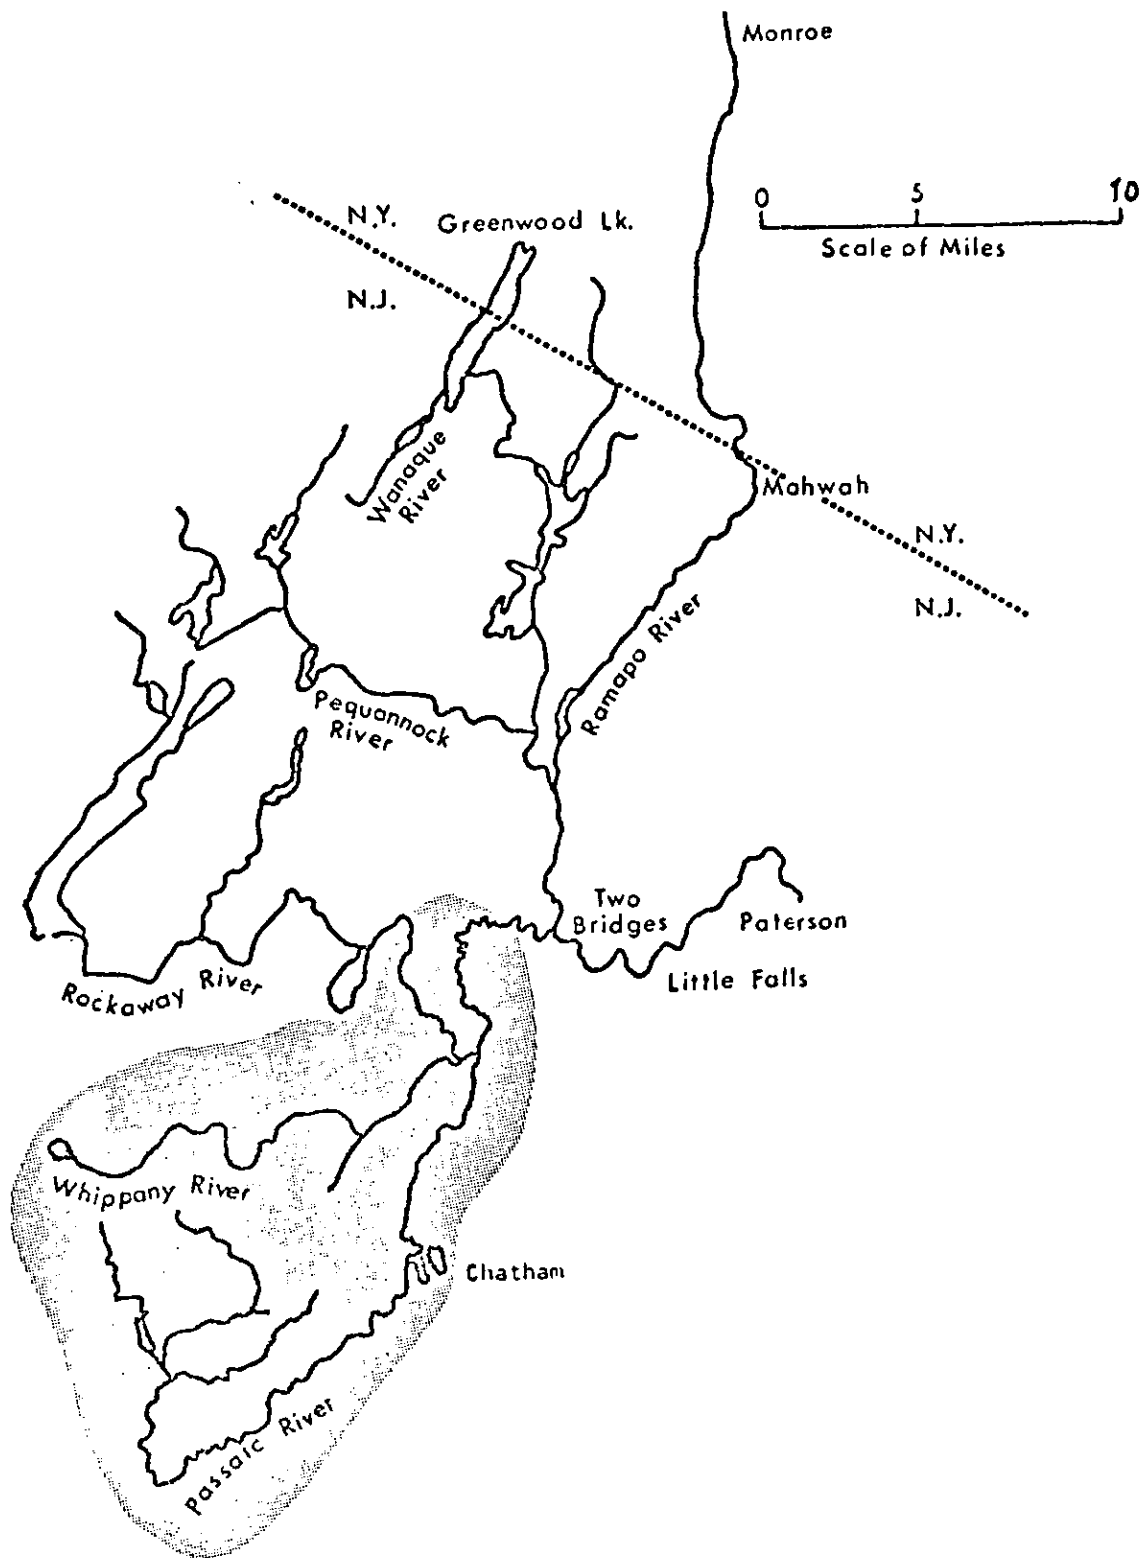 Monroe
0 5 10
Scale of Miles
N.Y.
Greenwood Lk.
N.J.
Wanaque
River
Mahwah
N.Y.
N.J.
Ramapo River
Pequannock
River
Two
Bridges
Paterson
Little Falls
Rockaway River
Whippany River
Chatham
Passaic River